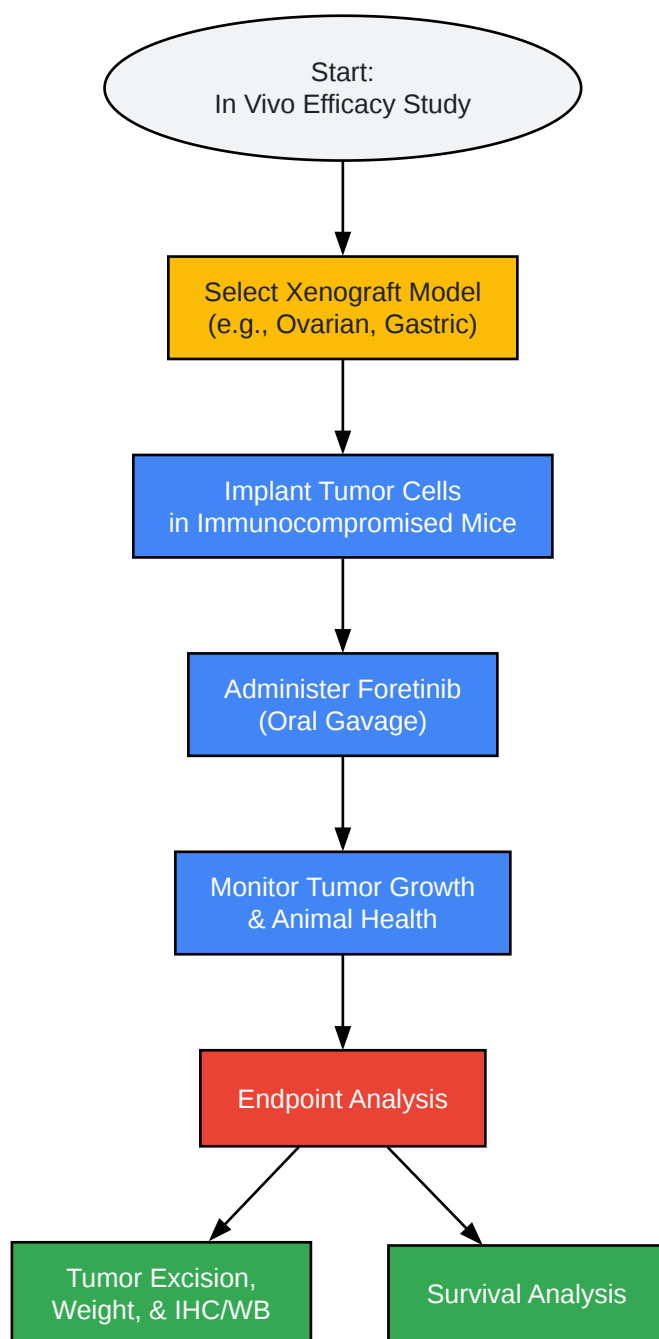 Start:
In Vivo Efficacy Study
Select Xenograft Model
(e.g., Ovarian, Gastric)
Implant Tumor Cells
in Immunocompromised Mice
Administer Foretinib
(Oral Gavage)
Monitor Tumor Growth
& Animal Health
Endpoint Analysis
Tumor Excision,
Weight, & IHC/WB
Survival Analysis